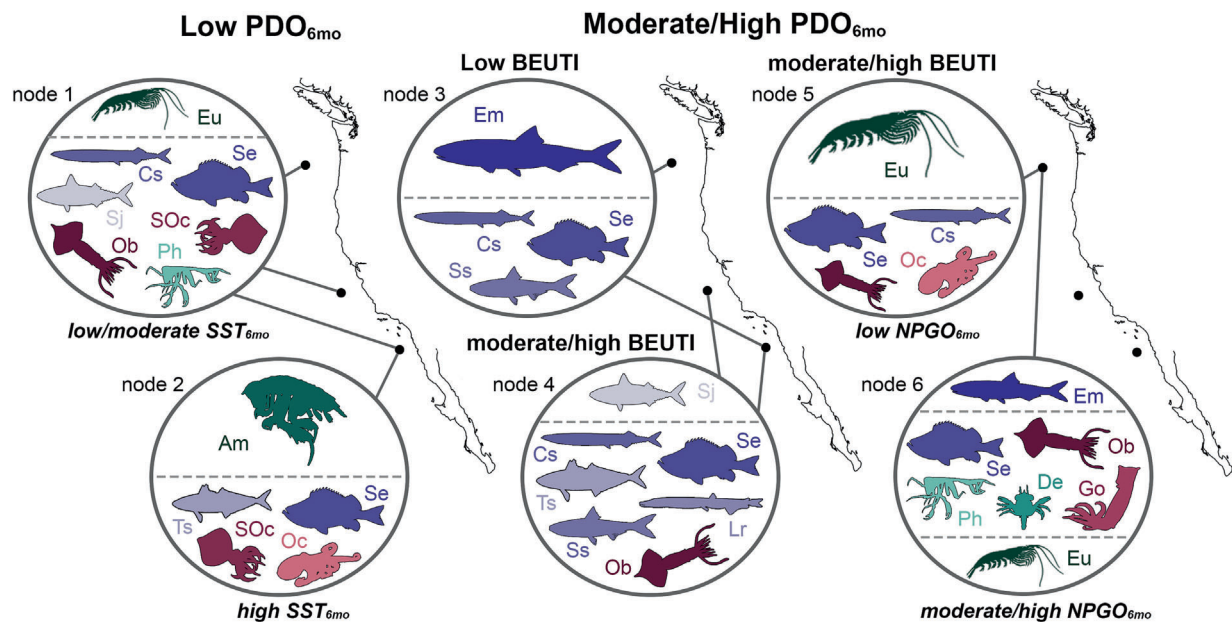 Low PDO6mo
Moderate/High PDO6mo
Low BEUTI
moderate/high BEUTI
node 1
Eu
Cs
Se
Sj
SOc
Ob
Ph
low/moderate SST6mo
node 2
Am
Ts
Se
SOc
Oc
high SST6mo
node 3
Em
Cs
Se
Ss
moderate/high BEUTI
node 4
Sj
Cs
Se
Ts
Lr
Ss
Ob
node 5
Eu
Cs
Se
Oc
low NPGO6mo
node 6
Em
Se
Ob
De
Go
Ph
Eu
moderate/high NPGO6mo